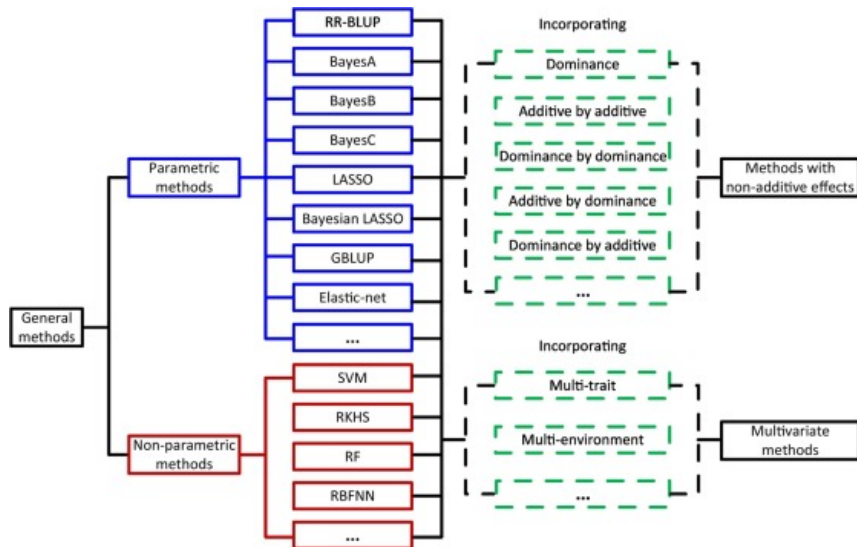 General
methods
Parametric
methods
Non-parametric
methods
RR-BLUP
BayesA
BayesB
BayesC
LASSO
Bayesian LASSO
GBLUP
Elastic-net
...
SVM
RKHS
RF
RBFNN
...
Incorporating
Dominance
Additive by additive
Dominance by dominance
Additive by dominance
Dominance by additive
...
Methods with
non-additive effects
Incorporating
Multi-trait
Multi-environment
...
Multivariate
methods